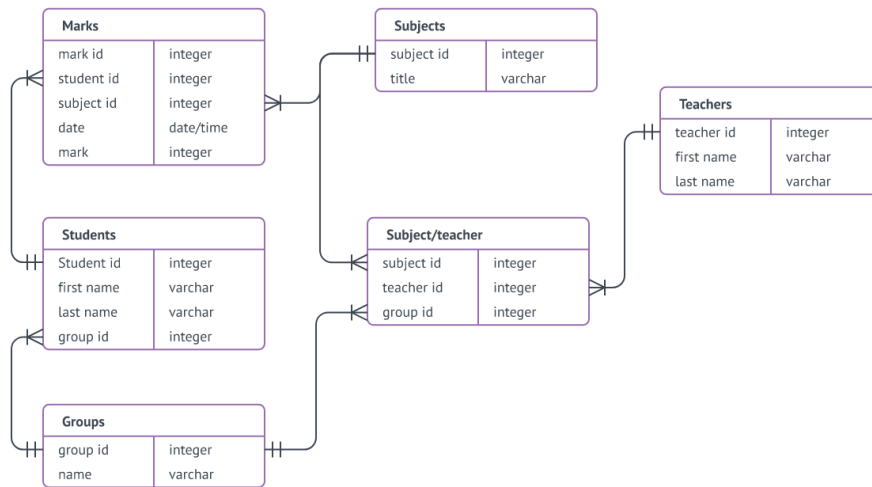 Marks
mark id integer
student id integer
subject id integer
date date/time
mark integer
Subjects
subject id integer
title varchar
Teachers
teacher id integer
first name varchar
last name varchar
Students
Student id integer
first name varchar
last name varchar
group id integer
Subject/teacher
subject id integer
teacher id integer
group id integer
Groups
group id integer
name varchar